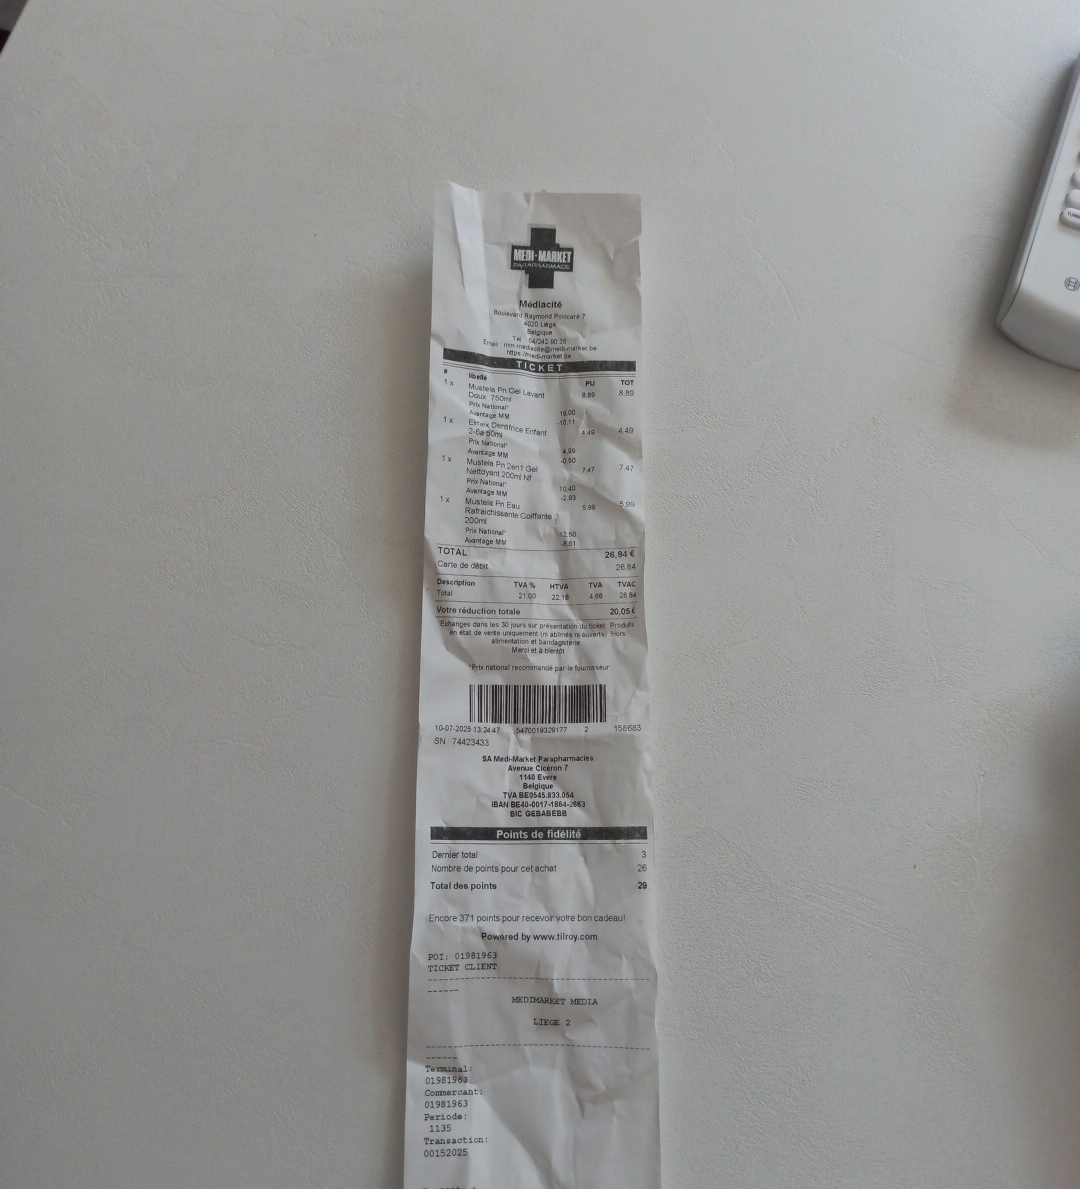 MEDI-MARKET
PARAPHARMACIE
Médiacité
Boulevard Raymond Poincaré 7
4020 Liège
Belgique
Tél : 04/242 90 26
Email : mm.mediacite@medi-market.be
https://medi-market.be
TICKET
# libelle PU TOT
1 x Mustela Pn Gel Lavant 8,89 8,89
Doux 750ml
Prix National* 19,00
Avantage MM -10,11
1 x Elmex Dentifrice Enfant 4,49 4,49
2-6a 50ml
Prix National* 4,99
Avantage MM -0,50
1 x Mustela Pn 2en1 Gel 7,47 7,47
Nettoyant 200ml Nf
Prix National* 10,40
Avantage MM -2,93
1 x Mustela Pn Eau 5,99 5,99
Rafraichissante Coiffante
200ml
Prix National* 12,50
Avantage MM -6,51
TOTAL 26,84 €
Carte de débit 26,84
Description TVA % HTVA TVA TVAC
Total 21,00 22,18 4,66 26,84
Votre réduction totale 20,05 €
Echanges dans les 30 jours sur présentation du ticket. Produits
en état de vente uniquement (ni abîmés ni ouverts). Hors
alimentation et bandagisterie
Merci et à bientôt
*Prix national recommandé par le fournisseur
10-07-2025 13:24:47 5470019329177 2 158683
SN 74423433
SA Medi-Market Parapharmacies
Avenue Cicéron 7
1140 Evere
Belgique
TVA BE0545.833.054
IBAN BE40-0017-1864-2663
BIC GEBABEBB
Points de fidélité
Dernier total 3
Nombre de points pour cet achat 26
Total des points 29
Encore 371 points pour recevoir votre bon cadeau!
Powered by www.tilroy.com
POI: 01981963
TICKET CLIENT
------------------------------------------
------
MEDIMARKET MEDIA
LIEGE 2
------------------------------------------
------
Terminal:
01981963
Commercant:
01981963
Periode:
1135
Transaction:
00152025